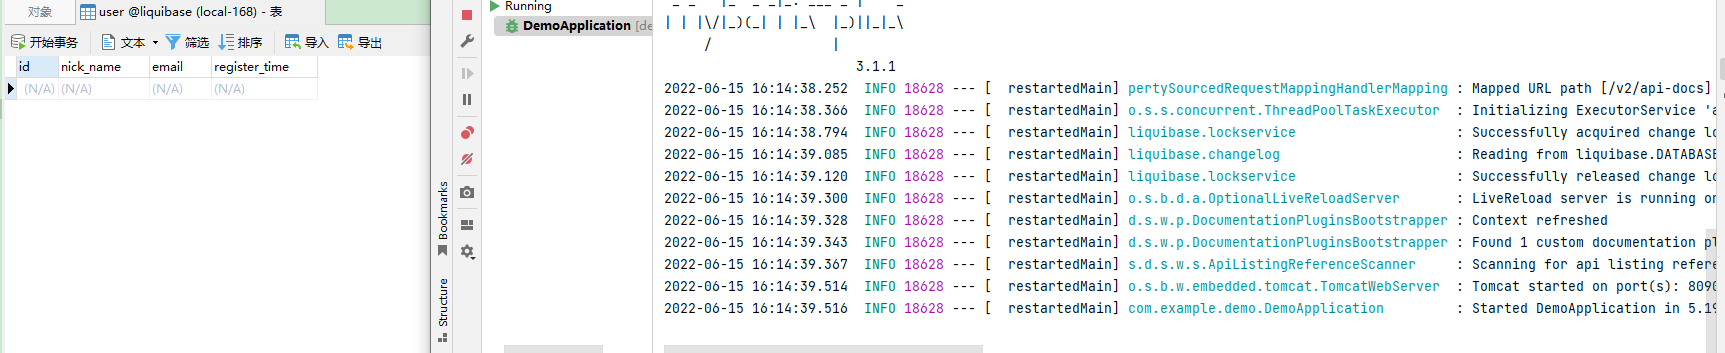 对象 user @liquibase (local-168) - 表
开始事务 文本 筛选 排序 导入 导出
id nick_name email register_time
(N/A) (N/A) (N/A) (N/A)
Bookmarks
Structure
Running
DemoApplication [de
3.1.1
2022-06-15 16:14:38.252 INFO 18628 --- [ restartedMain] pertySourcedRequestMappingHandlerMapping : Mapped URL path [/v2/api-docs]
2022-06-15 16:14:38.366 INFO 18628 --- [ restartedMain] o.s.s.concurrent.ThreadPoolTaskExecutor : Initializing ExecutorService 'a
2022-06-15 16:14:38.794 INFO 18628 --- [ restartedMain] liquibase.lockservice : Successfully acquired change lo
2022-06-15 16:14:39.085 INFO 18628 --- [ restartedMain] liquibase.changelog : Reading from liquibase.DATABASE
2022-06-15 16:14:39.120 INFO 18628 --- [ restartedMain] liquibase.lockservice : Successfully released change lo
2022-06-15 16:14:39.300 INFO 18628 --- [ restartedMain] o.s.b.d.a.OptionalLiveReloadServer : LiveReload server is running on
2022-06-15 16:14:39.328 INFO 18628 --- [ restartedMain] d.s.w.p.DocumentationPluginsBootstrapper : Context refreshed
2022-06-15 16:14:39.343 INFO 18628 --- [ restartedMain] d.s.w.p.DocumentationPluginsBootstrapper : Found 1 custom documentation pl
2022-06-15 16:14:39.367 INFO 18628 --- [ restartedMain] s.d.s.w.s.ApiListingReferenceScanner : Scanning for api listing refere
2022-06-15 16:14:39.514 INFO 18628 --- [ restartedMain] o.s.b.w.embedded.tomcat.TomcatWebServer : Tomcat started on port(s): 8090
2022-06-15 16:14:39.516 INFO 18628 --- [ restartedMain] com.example.demo.DemoApplication : Started DemoApplication in 5.19